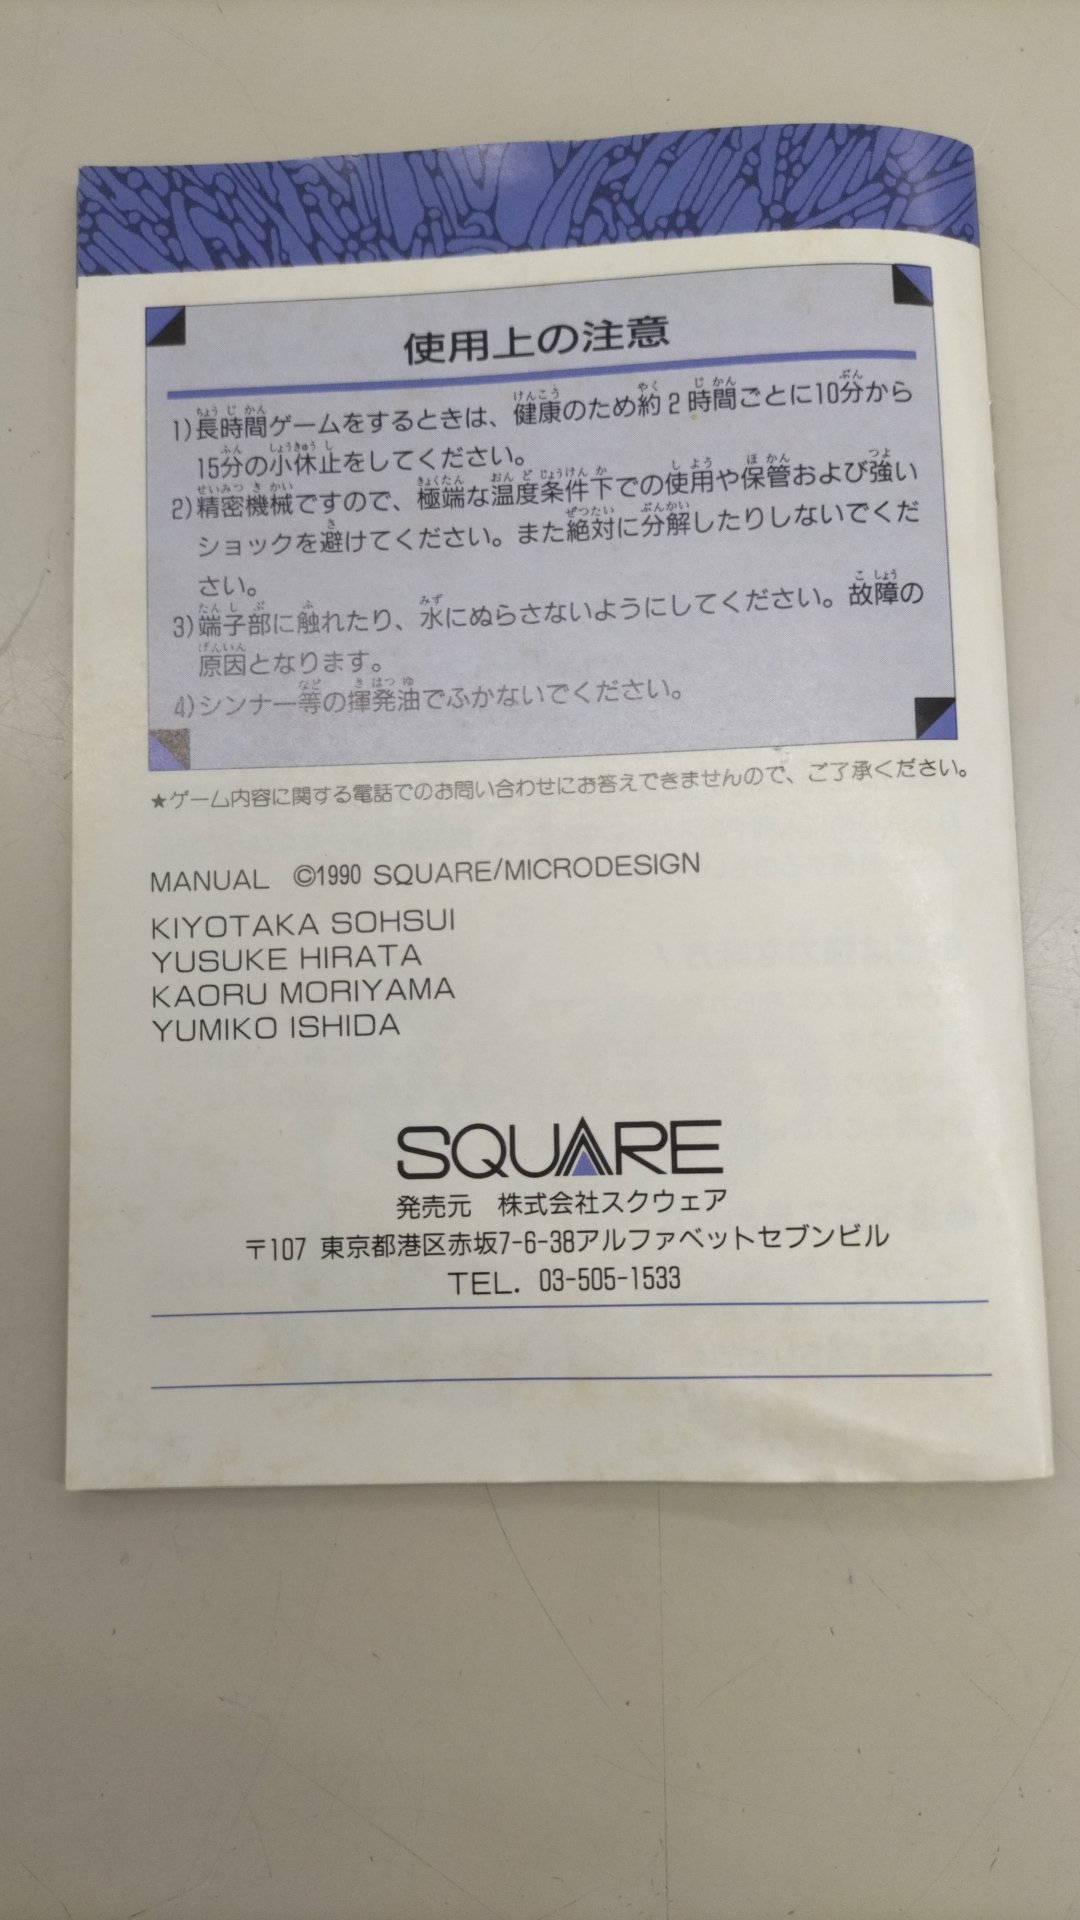 使用上の注意
1)長時間ゲームをするときは、健康のため約2時間ごとに10分から
15分の小休止をしてください。
2)精密機械ですので、極端な温度条件下での使用や保管および強い
ショックを避けてください。また絶対に分解したりしないでくだ
さい。
3)端子部に触れたり、水にぬらさないようにしてください。故障の
原因となります。
4)シンナー等の揮発油でふかないでください。
★ゲーム内容に関する電話でのお問い合わせにお答えできませんので、ご了承ください。
MANUAL ©1990 SQUARE/MICRODESIGN
KIYOTAKA SOHSUI
YUSUKE HIRATA
KAORU MORIYAMA
YUMIKO ISHIDA
SQUARE
発売元 株式会社スクウェア
〒107 東京都港区赤坂7-6-38アルファベットセブンビル
TEL. 03-505-1533